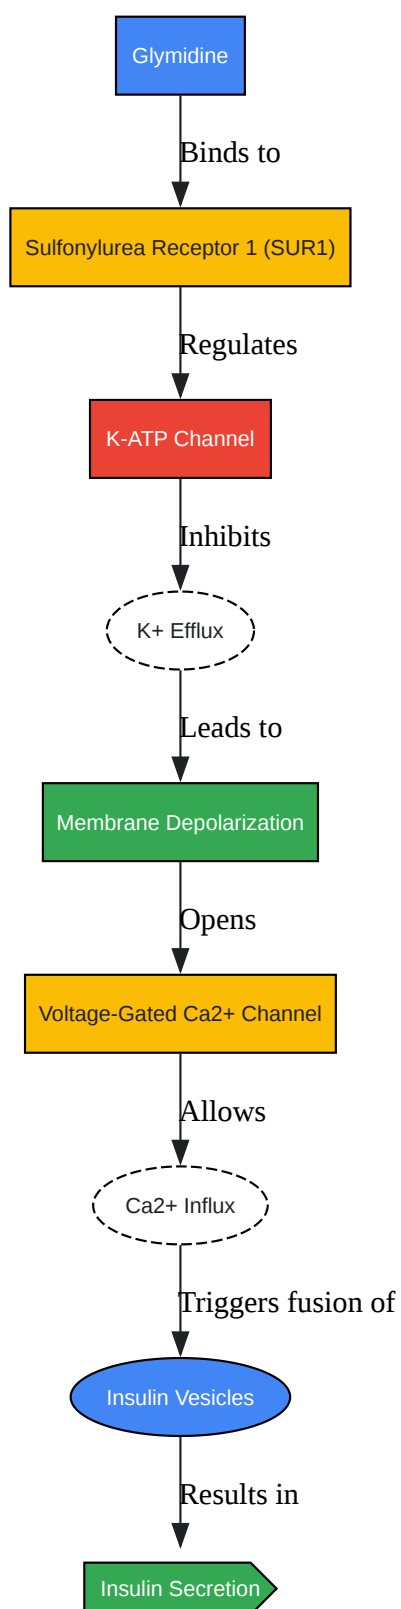 Glymidine
Binds to
Sulfonylurea Receptor 1 (SUR1)
Regulates
K-ATP Channel
Inhibits
K+ Efflux
Leads to
Membrane Depolarization
Opens
Voltage-Gated Ca2+ Channel
Allows
Ca2+ Influx
Triggers fusion of
Insulin Vesicles
Results in
Insulin Secretion